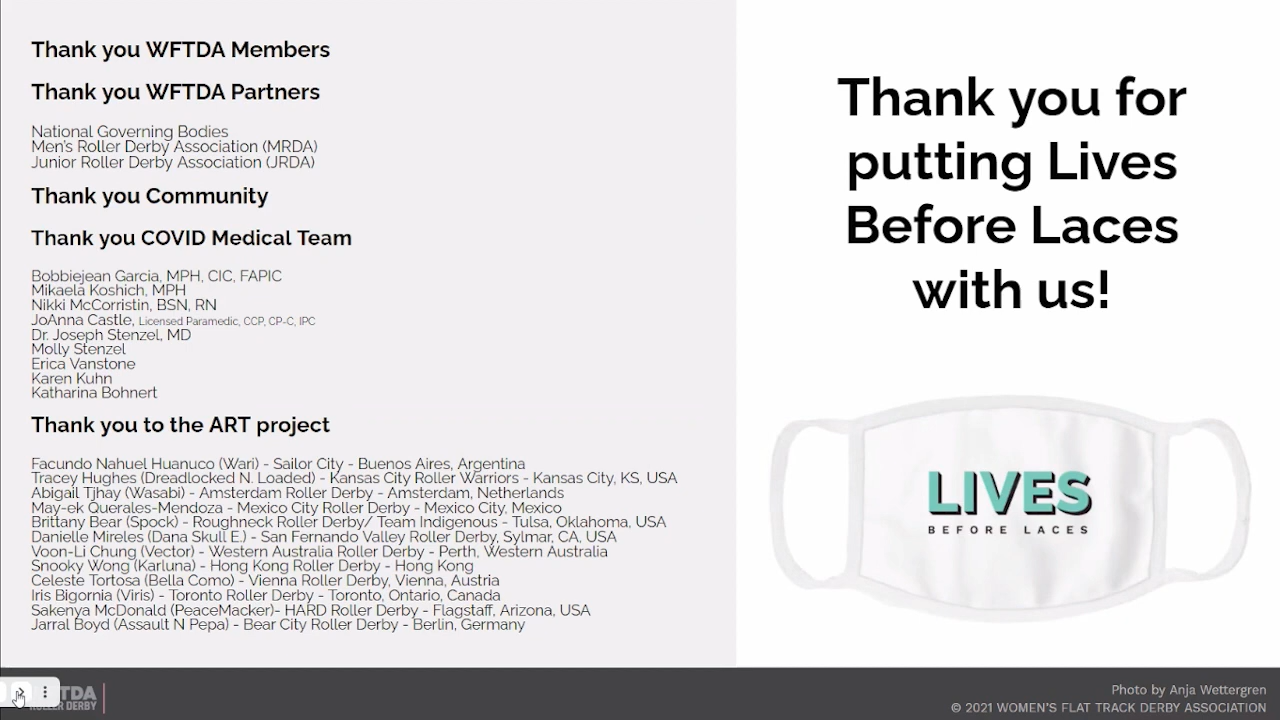 Thank you WFTDA Members
Thank you WFTDA Partners
National Governing Bodies
Men's Roller Derby Association (MRDA)
Junior Roller Derby Association (JRDA)
Thank you Community
Thank you COVID Medical Team
Bobbiejean Garcia, MPH, CIC, FAPIC
Mikaela Koshich, MPH
Nikki McCorristin, BSN, RN
JoAnna Castle, Licensed Paramedic, CCP, CP-C, IPC
Dr. Joseph Stenzel, MD
Molly Stenzel
Erica Vanstone
Karen Kuhn
Katharina Bohnert
Thank you to the ART project
Facundo Nahuel Huanuco (Wari) - Sailor City - Buenos Aires, Argentina
Tracey Hughes (Dreadlocked N. Loaded) - Kansas City Roller Warriors - Kansas City, KS, USA
Abigail Tjhay (Wasabi) - Amsterdam Roller Derby - Amsterdam, Netherlands
May-ek Querales-Mendoza - Mexico City Roller Derby - Mexico City, Mexico
Brittany Bear (Spock) - Roughneck Roller Derby/ Team Indigenous - Tulsa, Oklahoma, USA
Danielle Mireles (Dana Skull E.) - San Fernando Valley Roller Derby, Sylmar, CA, USA
Voon-Li Chung (Vector) - Western Australia Roller Derby - Perth, Western Australia
Snooky Wong (Karluna) - Hong Kong Roller Derby - Hong Kong
Celeste Tortosa (Bella Como) - Vienna Roller Derby, Vienna, Austria
Iris Bigornia (Viris) - Toronto Roller Derby - Toronto, Ontario, Canada
Sakenya McDonald (PeaceMacker)- HARD Roller Derby - Flagstaff, Arizona, USA
Jarral Boyd (Assault N Pepa) - Bear City Roller Derby - Berlin, Germany
Thank you for
putting Lives
Before Laces
with us!
LIVES
BEFORE LACES
DERBY
Photo by Anja Wettergren
© 2021 WOMEN'S FLAT TRACK DERBY ASSOCIATION